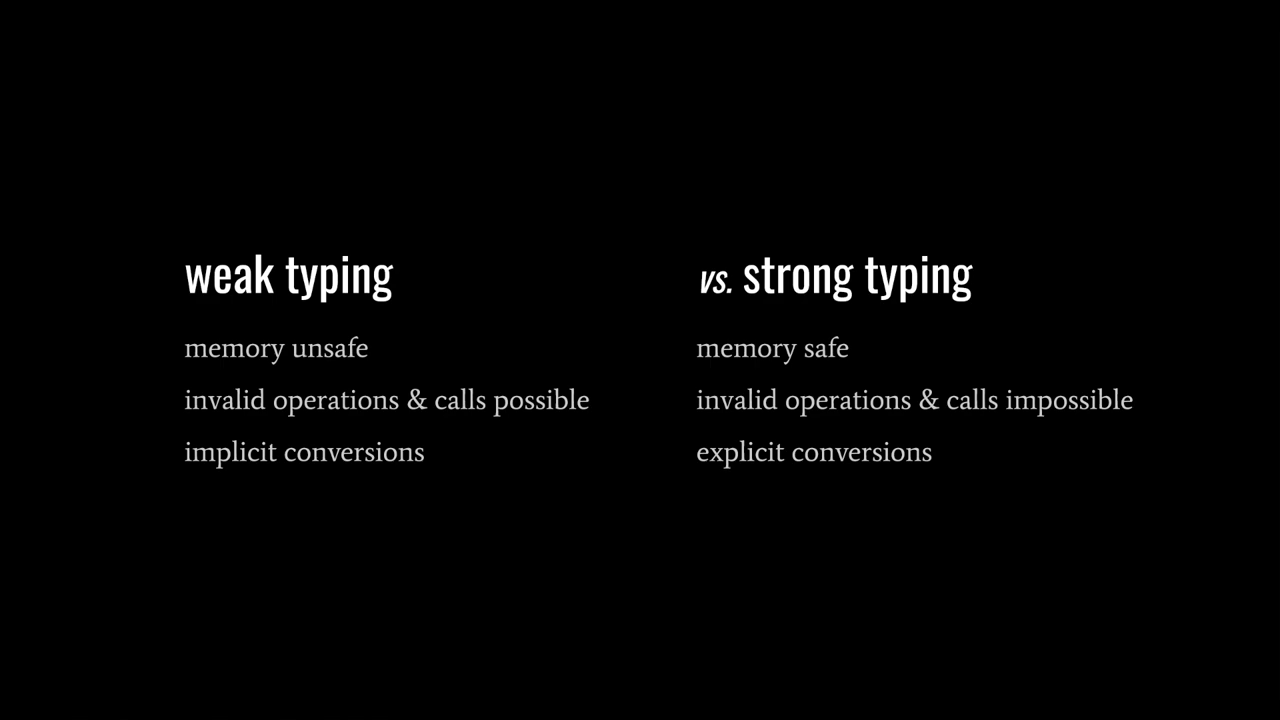 weak typing
memory unsafe
invalid operations & calls possible
implicit conversions
vs. strong typing
memory safe
invalid operations & calls impossible
explicit conversions